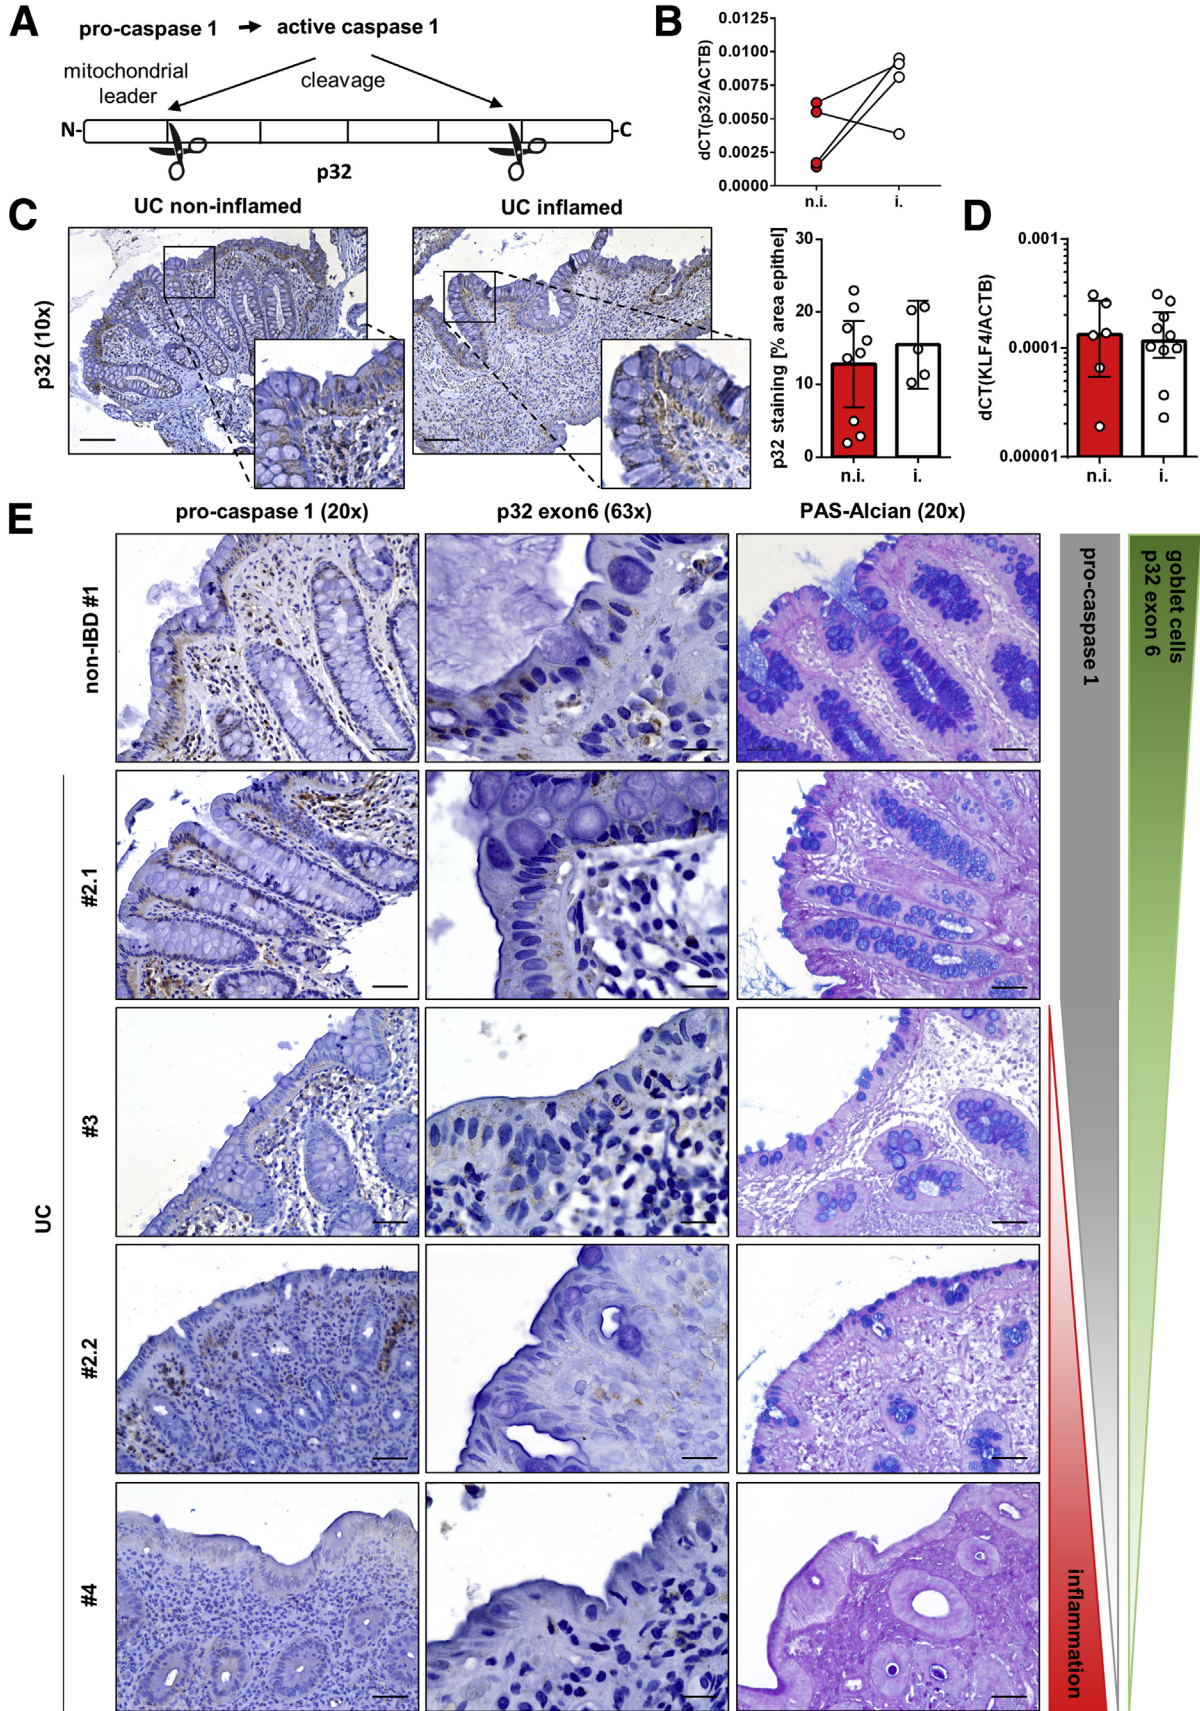 A
pro-caspase 1 → active caspase 1
mitochondrial
leader
cleavage
N-
-C
p32
B
dCT(p32/ACTB)
0.0125
0.0100
0.0075
0.0050
0.0025
0.0000
n.i.
i.
C
UC non-inflamed
UC inflamed
p32 (10x)
p32 staining [% area epithel]
30
20
10
0
n.i.
i.
D
dCT(KLF4/ACTB)
0.001
0.0001
0.00001
n.i.
i.
E
pro-caspase 1 (20x)
p32 exon6 (63x)
PAS-Alcian (20x)
non-IBD #1
UC
#2.1
#3
#2.2
#4
inflammation
pro-caspase 1
goblet cells
p32 exon 6